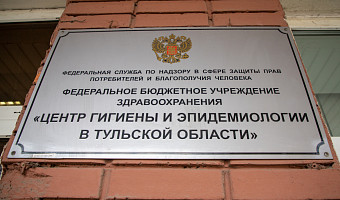 ФЕДЕРАЛЬНАЯ СЛУЖБА ПО НАДЗОРУ В СФЕРЕ ЗАЩИТЫ ПРАВ
ПОТРЕБИТЕЛЕЙ И БЛАГОПОЛУЧИЯ ЧЕЛОВЕКА
ФЕДЕРАЛЬНОЕ БЮДЖЕТНОЕ УЧРЕЖДЕНИЕ
ЗДРАВООХРАНЕНИЯ
«ЦЕНТР ГИГИЕНЫ И ЭПИДЕМИОЛОГИИ
В ТУЛЬСКОЙ ОБЛАСТИ»